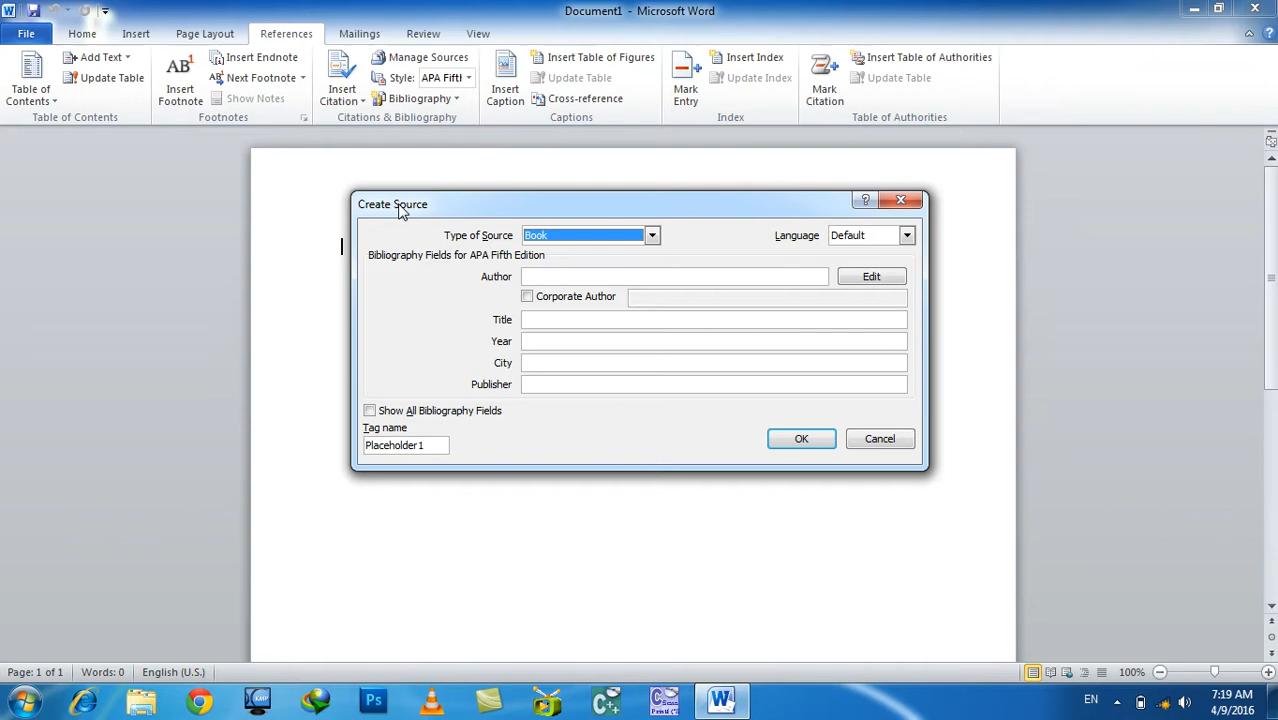 Document1 - Microsoft Word
File Home Insert Page Layout References Mailings Review View
Table of Contents
Add Text
Update Table
Table of Contents
AB1
Insert Footnote
Insert Endnote
Next Footnote
Show Notes
Footnotes
Insert Citation
Manage Sources
Style: APA Fifth
Bibliography
Citations & Bibliography
Insert Caption
Insert Table of Figures
Update Table
Cross-reference
Captions
Mark Entry
Insert Index
Update Index
Index
Mark Citation
Insert Table of Authorities
Update Table
Table of Authorities
Create Source
Type of Source Book Language Default
Bibliography Fields for APA Fifth Edition
Author Edit
Corporate Author
Title
Year
City
Publisher
Show All Bibliography Fields
Tag name
Placeholder1
OK Cancel
Page: 1 of 1 Words: 0 English (U.S.) 100%
EN 7:19 AM
4/9/2016